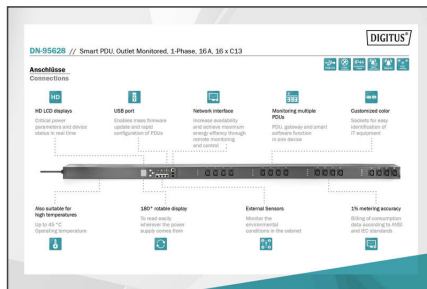 DIGITUS®
DN-95628 // Smart PDU, Outlet Monitored, 1-Phase, 16 A, 16 x C13
Anschlüsse
Connections
HD
HD LCD displays
Critical power
parameters and device
status in real time
USB port
Enables mass firmware
update and rapid
configuration of PDUs
Network interface
Increase availability
and achieve maximum
energy efficiency through
remote monitoring
and control
Monitoring multiple
PDUs
PDU, gateway and smart
software function
in one device
Customized color
Sockets for easy
identification of
IT equipment
Also suitable for
high temperatures
Up to 45 °C
Operating temperature
180° rotate display
To read easily
wherever the power
supply comes from
External Sensors
Monitor the
environmental
conditions in the cabinet
1% metering accuracy
Billing of consumption
data according to ANSI
and IEC standards